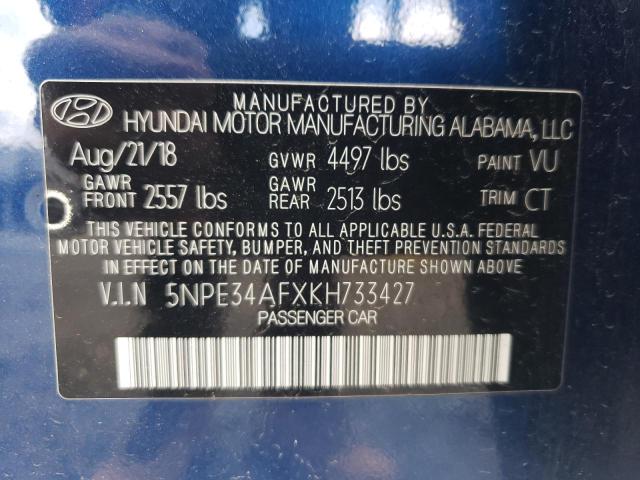 MANUFACTURED BY
HYUNDAI MOTOR MANUFACTURING ALABAMA, LLC
Aug/21/18 GVWR 4497 lbs PAINT VU
GAWR FRONT 2557 lbs GAWR REAR 2513 lbs TRIM CT
THIS VEHICLE CONFORMS TO ALL APPLICABLE U.S.A. FEDERAL
MOTOR VEHICLE SAFETY, BUMPER, AND THEFT PREVENTION STANDARDS
IN EFFECT ON THE DATE OF MANUFACTURE SHOWN ABOVE.
V.I.N 5NPE34AFXKH733427
PASSENGER CAR